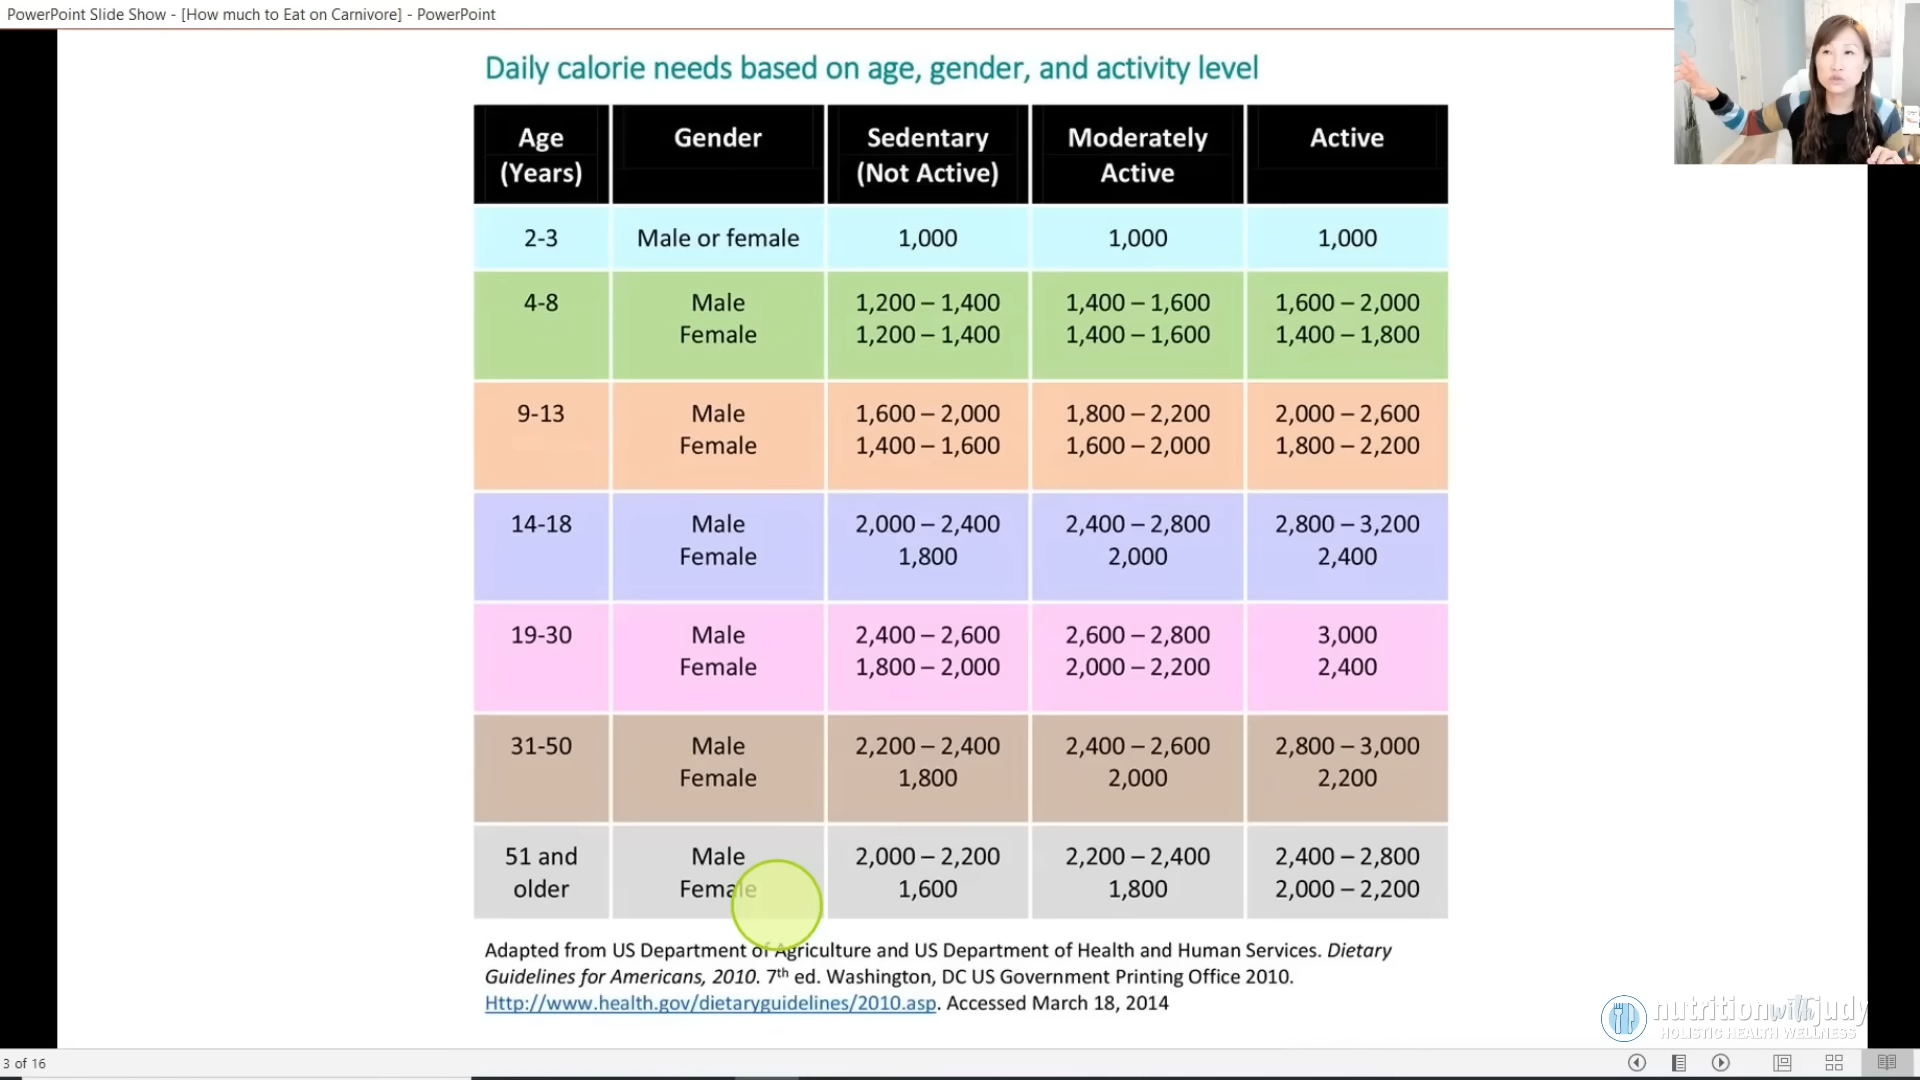 PowerPoint Slide Show - [How much to Eat on Carnivore] - PowerPoint
Daily calorie needs based on age, gender, and activity level
Age (Years) Gender Sedentary (Not Active) Moderately Active Active
2-3 Male or female 1,000 1,000 1,000
4-8 Male 1,200 – 1,400 1,400 – 1,600 1,600 – 2,000
Female 1,200 – 1,400 1,400 – 1,600 1,400 – 1,800
9-13 Male 1,600 – 2,000 1,800 – 2,200 2,000 – 2,600
Female 1,400 – 1,600 1,600 – 2,000 1,800 – 2,200
14-18 Male 2,000 – 2,400 2,400 – 2,800 2,800 – 3,200
Female 1,800 2,000 2,400
19-30 Male 2,400 – 2,600 2,600 – 2,800 3,000
Female 1,800 – 2,000 2,000 – 2,200 2,400
31-50 Male 2,200 – 2,400 2,400 – 2,600 2,800 – 3,000
Female 1,800 2,000 2,200
51 and Male 2,000 – 2,200 2,200 – 2,400 2,400 – 2,800
older Female 1,600 1,800 2,000 – 2,200
Adapted from US Department of Agriculture and US Department of Health and Human Services. Dietary
Guidelines for Americans, 2010. 7th ed. Washington, DC US Government Printing Office 2010.
Http://www.health.gov/dietaryguidelines/2010.asp. Accessed March 18, 2014
nutrition with judy
HOLISTIC HEALTH WELLNESS
3 of 16